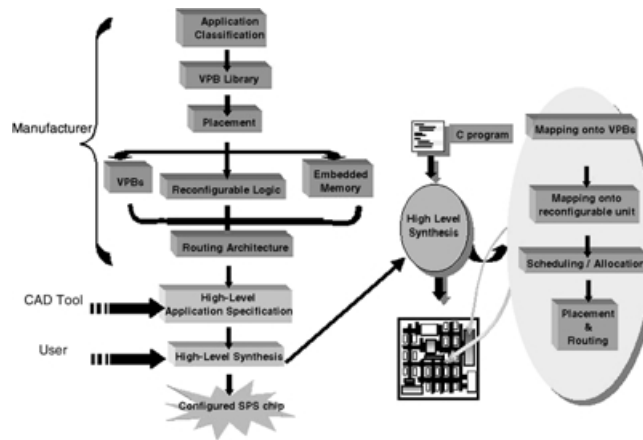 Application
Classification
VPB Library
Placement
Manufacturer
VPBs
Reconfigurable Logic
Embedded
Memory
Routing Architecture
CAD Tool
High-Level
Application Specification
User
High-Level Synthesis
Configured SPS chip
C program
High Level
Synthesis
Mapping onto VPBs
Mapping onto
reconfigurable unit
Scheduling / Allocation
Placement
&
Routing